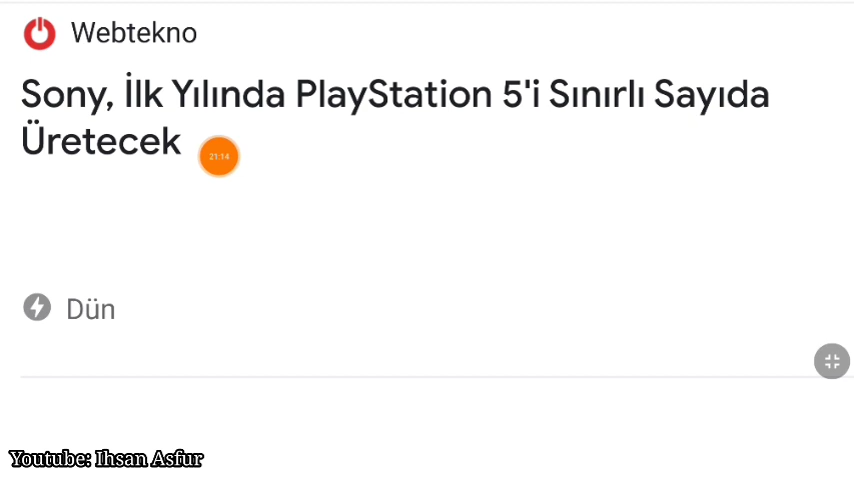 Webtekno
Sony, İlk Yılında PlayStation 5'i Sınırlı Sayıda
Üretecek
21:14
Dün
Youtube: Ihsan Asfur